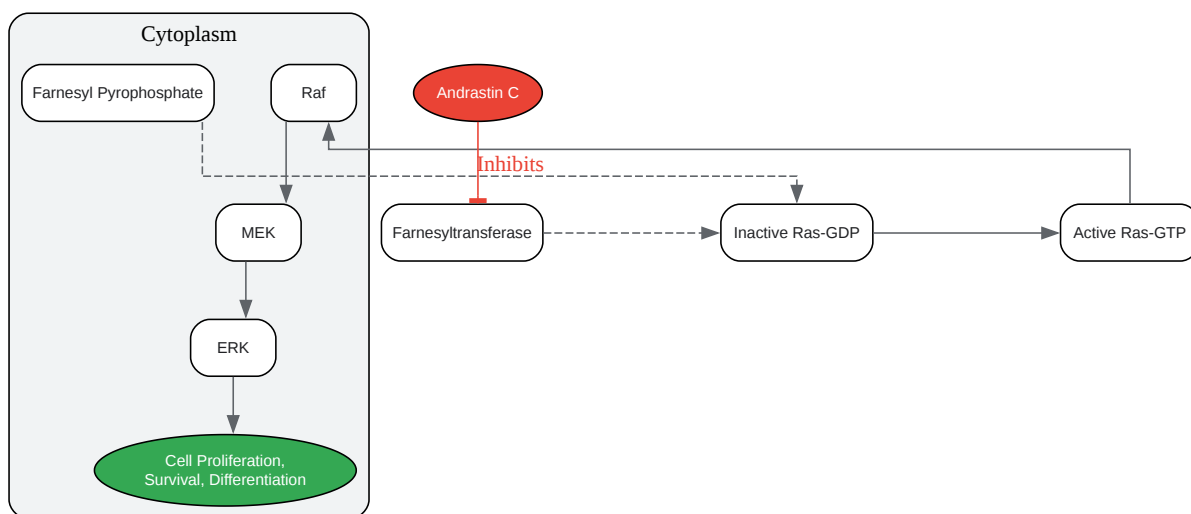 Cytoplasm
Farnesyl Pyrophosphate
Raf
Andrastin C
Inhibits
MEK
Farnesyltransferase
Inactive Ras-GDP
Active Ras-GTP
ERK
Cell Proliferation,
Survival, Differentiation